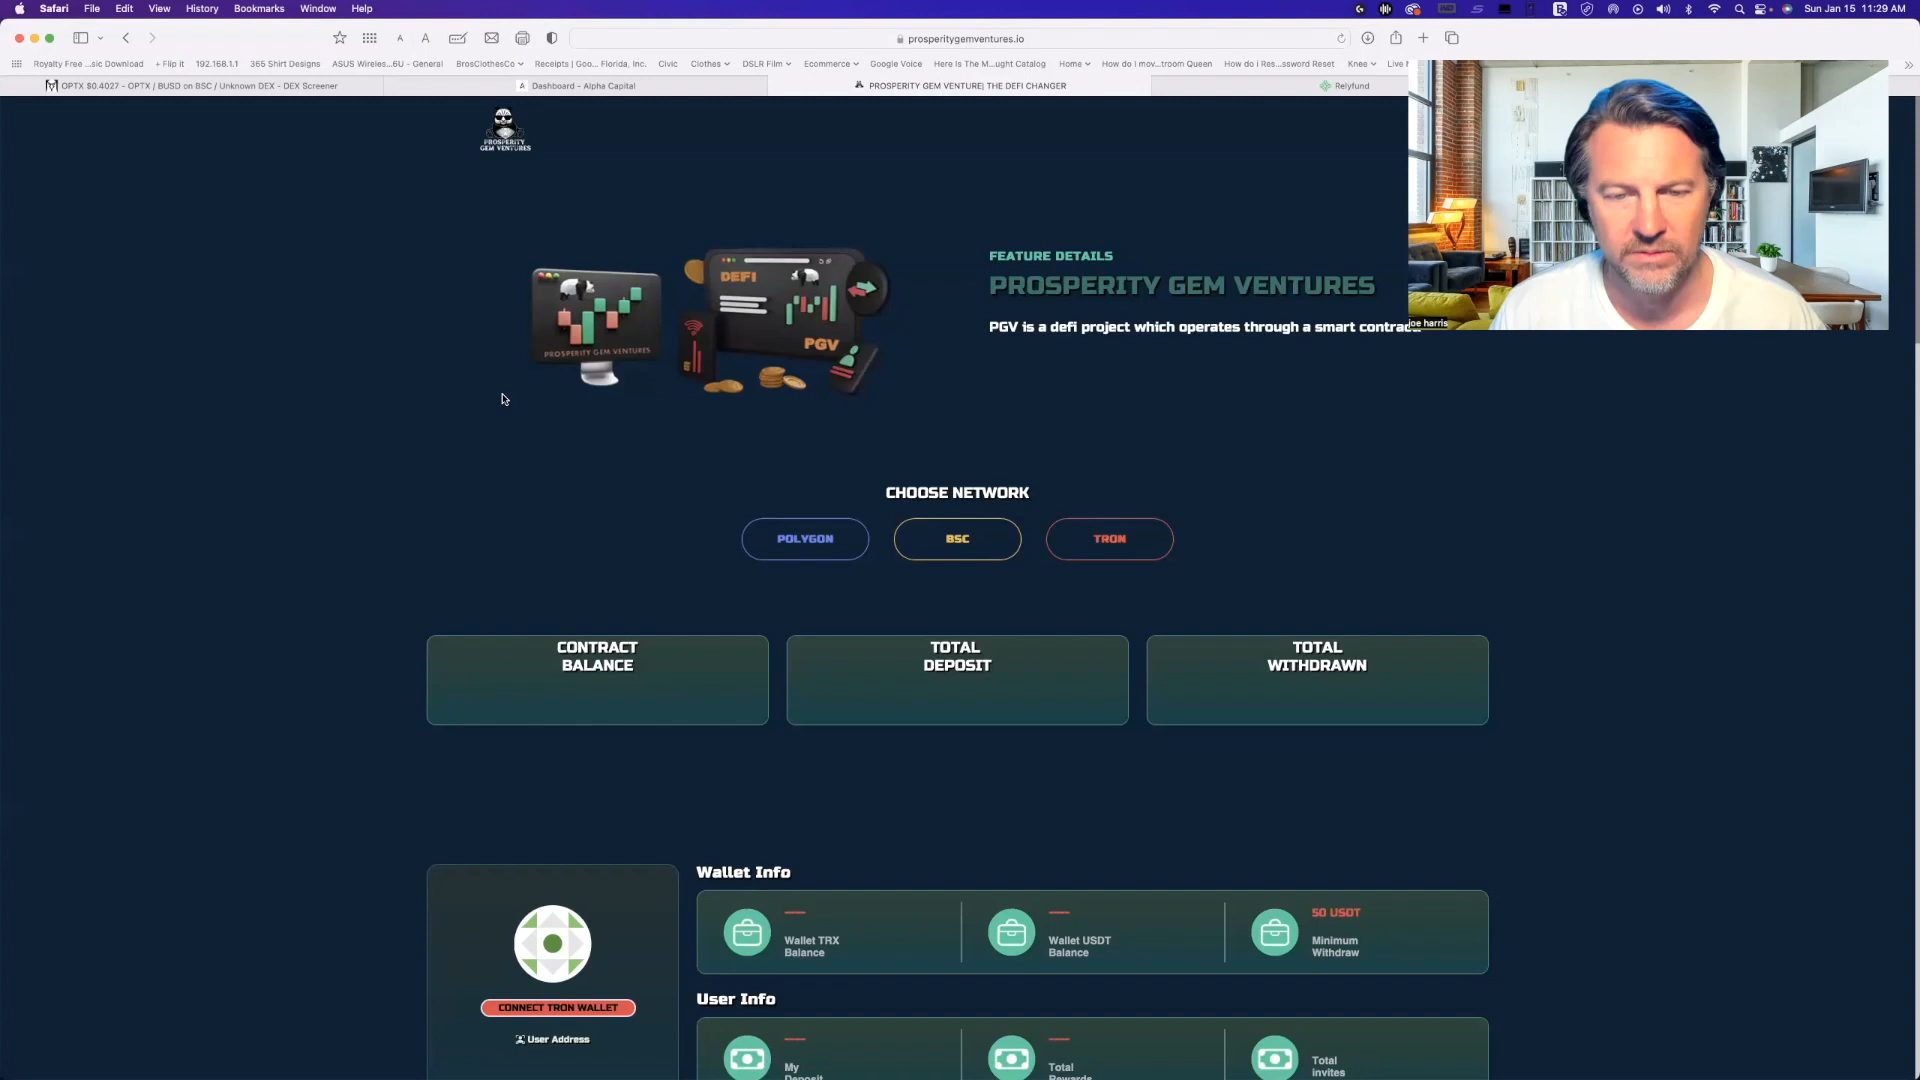 Safari File Edit View History Bookmarks Window Help
Sun Jan 15 11:29 AM
prosperitygemventures.io
Royalty Free ...sic Download + Flip it 192.168.1.1 365 Shirt Designs ASUS Wireles...6U - General BrosClothesCo Receipts | Goo... Florida, Inc. Civic Clothes DSLR Film Ecommerce Google Voice Here Is The M...ught Catalog Home How do I mov...troom Queen How do i Res...ssword Reset Knee Live
OPTX $0.4027 - OPTX / BUSD on BSC / Unknown DEX - DEX Screener
Dashboard - Alpha Capital
PROSPERITY GEM VENTURE| THE DEFI CHANGER
Relyfund
PROSPERITY
GEM VENTURES
FEATURE DETAILS
PROSPERITY GEM VENTURES
PGV is a defi project which operates through a smart contrac
joe harris
DEFI
PGV
PROSPERITY GEM VENTURES
CHOOSE NETWORK
POLYGON
BSC
TRON
CONTRACT
BALANCE
TOTAL
DEPOSIT
TOTAL
WITHDRAWN
Wallet Info
Wallet TRX
Balance
Wallet USDT
Balance
50 USDT
Minimum
Withdraw
CONNECT TRON WALLET
User Address
User Info
My
Deposit
Total
Rewards
Total
invites